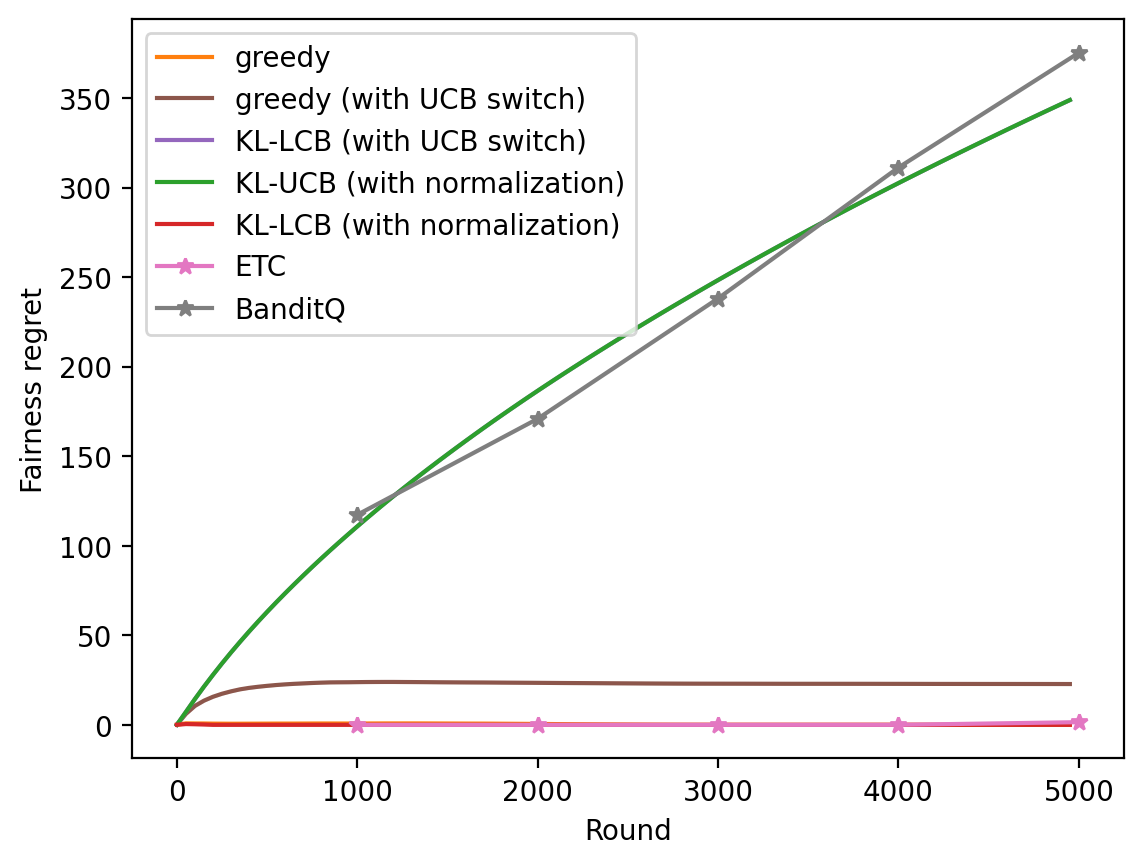 greedy
greedy (with UCB switch)
KL-LCB (with UCB switch)
KL-UCB (with normalization)
KL-LCB (with normalization)
ETC
BanditQ
Fairness regret
350
300
250
200
150
100
50
0
0 1000 2000 3000 4000 5000
Round